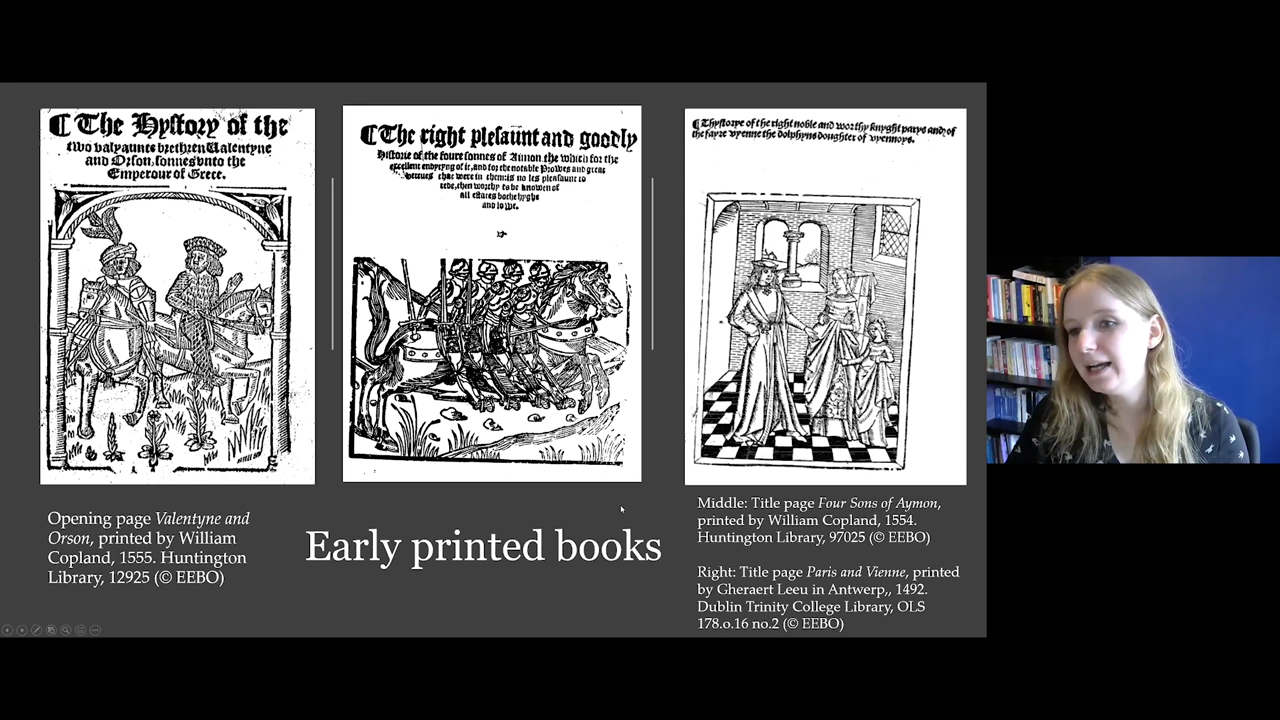 ¶ The Hyſtory of the
two valyaunte brethren Ualentyne
and Orſon, ſonnes vnto the
Emperour of Grece.
¶ The right pleſaunt and goodly
Hiſtorie of the foure ſonnes of Aimon, the which for the
excellent endytyng of it, and for the notable Prowes and great
vertues that were in them: is no les pleaſaunt to
rede, then worthy to be knowen of
all eſtates bothe hyghe
and lowe.
¶ Thyſtorye of the right noble and worthy knyght parys and of
the fayre vyenne the dolphyns doughter of vyennoys.
Opening page Valentyne and
Orson, printed by William
Copland, 1555. Huntington
Library, 12925 (© EEBO)
Early printed books
Middle: Title page Four Sons of Aymon,
printed by William Copland, 1554.
Huntington Library, 97025 (© EEBO)
Right: Title page Paris and Vienne, printed
by Gheraert Leeu in Antwerp,, 1492.
Dublin Trinity College Library, OLS
178.o.16 no.2 (© EEBO)